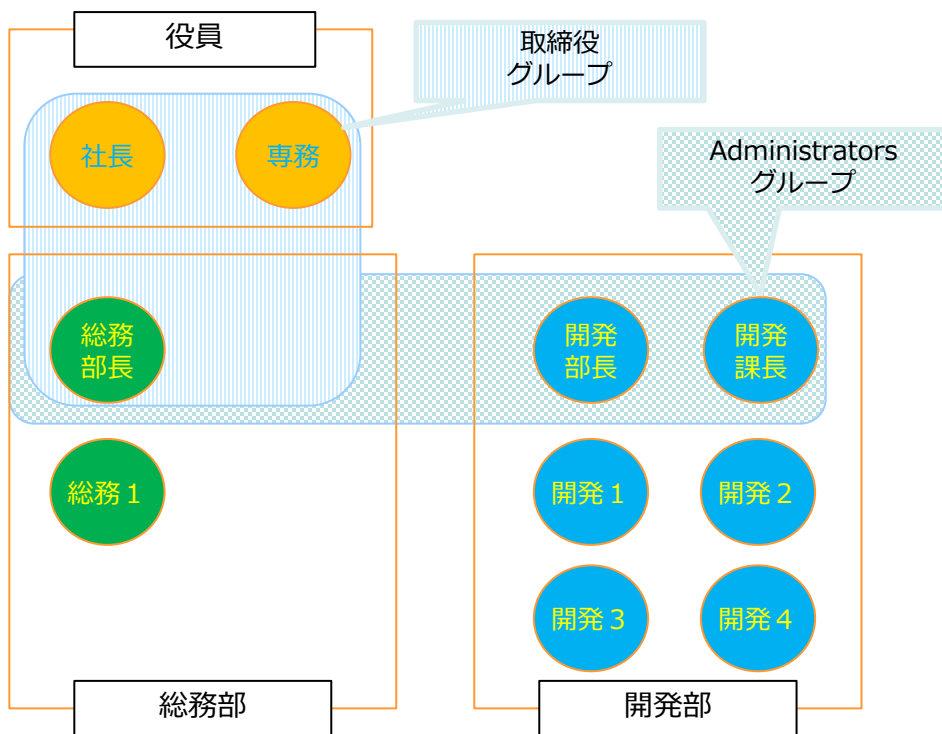 役員
取締役
グループ
社長
専務
Administrators
グループ
総務
部長
開発
部長
開発
課長
総務１
開発１
開発２
開発３
開発４
総務部
開発部